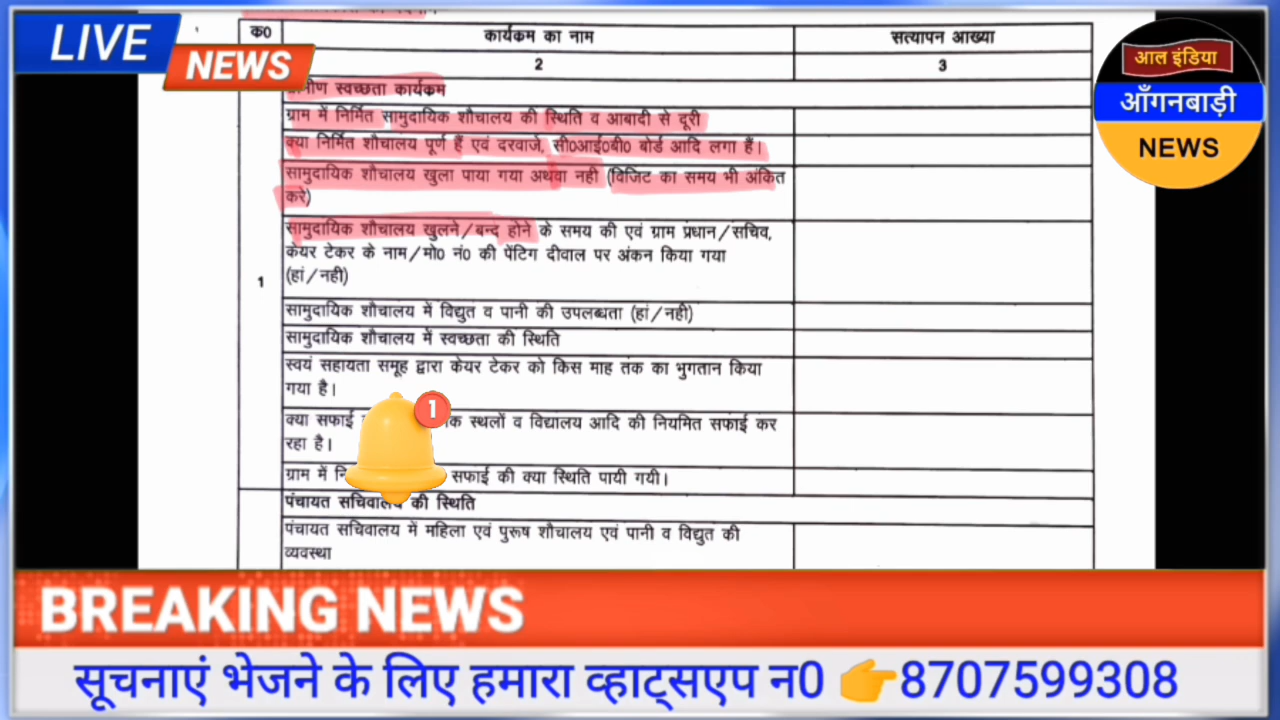 LIVE
NEWS
क0
कार्यक्रम का नाम
सत्यापन आख्या
2
3
आल इंडिया
आँगनबाड़ी
NEWS
स्वच्छता कार्यक्रम
ग्राम में निर्मित सामुदायिक शौचालय की स्थिति व आबादी से दूरी
क्या निर्मित शौचालय पूर्ण हैं एवं दरवाजे, सी0आई0बी0 बोर्ड आदि लगा हैं।
सामुदायिक शौचालय खुला पाया गया अथवा नही (विजिट का समय भी अंकित
करे)
सामुदायिक शौचालय खुलने/बन्द होने के समय की एवं ग्राम प्रधान/सचिव,
केयर टेकर के नाम/मो0 नं0 की पेंटिग दीवाल पर अंकन किया गया
(हां/नही)
1
सामुदायिक शौचालय में विद्युत व पानी की उपलब्धता (हां/नही)
सामुदायिक शौचालय में स्वच्छता की स्थिति
स्वयं सहायता समूह द्वारा केयर टेकर को किस माह तक का भुगतान किया
गया है।
क्या सफाई स्थलों व विद्यालय आदि की नियमित सफाई कर
रहा है।
ग्राम में सफाई की क्या स्थिति पायी गयी।
1
पंचायत सचिवालय की स्थिति
पंचायत सचिवालय में महिला एवं पुरूष शौचालय एवं पानी व विद्युत की
व्यवस्था
BREAKING NEWS
सूचनाएं भेजने के लिए हमारा व्हाट्सएप न0 👉8707599308